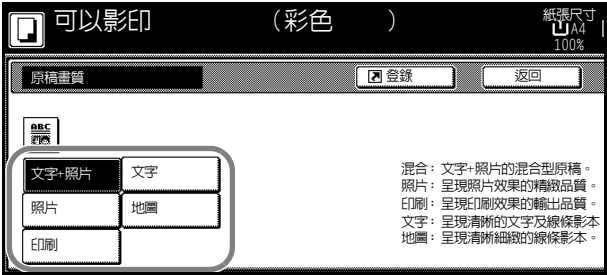 可以影印 (彩色 ) 紙張尺寸
A4
100%
原稿畫質 登錄 返回
ABC
文字+照片 文字
照片 地圖
印刷
混合：文字+照片的混合型原稿。
照片：呈現照片效果的精緻品質。
印刷：呈現印刷效果的輸出品質。
文字：呈現清晰的文字及線條影本
地圖：呈現清晰細緻的線條影本。